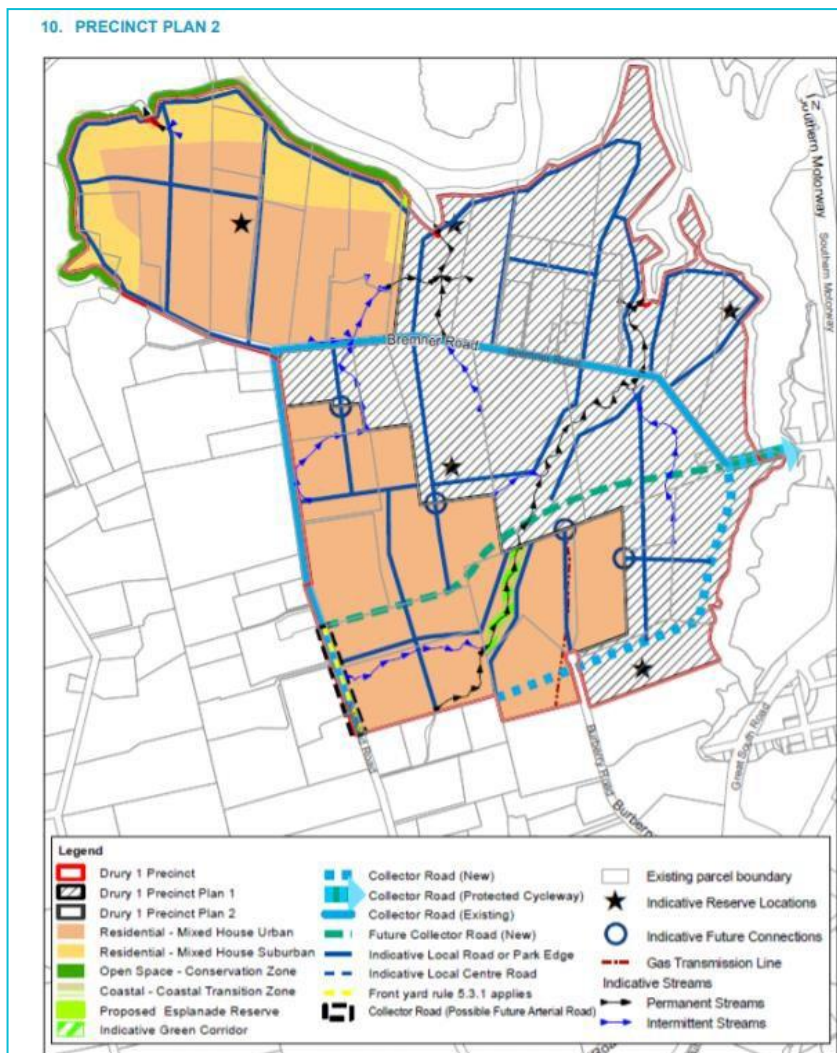 10. PRECINCT PLAN 2
N
Southern Motorway
Southern Motorway
Bremner Road
Bremner Road
Road
Burberry Road
Burber
Great South Road
Legend
Drury 1 Precinct
Drury 1 Precinct Plan 1
Drury 1 Precinct Plan 2
Residential - Mixed House Urban
Residential - Mixed House Suburban
Open Space - Conservation Zone
Coastal - Coastal Transition Zone
Proposed Esplanade Reserve
Indicative Green Corridor
Collector Road (New)
Collector Road (Protected Cycleway)
Collector Road (Existing)
Future Collector Road (New)
Indicative Local Road or Park Edge
Indicative Local Centre Road
Front yard rule 5.3.1 applies
Collector Road (Possible Future Arterial Road)
Existing parcel boundary
Indicative Reserve Locations
Indicative Future Connections
Gas Transmission Line
Indicative Streams
Permanent Streams
Intermittent Streams